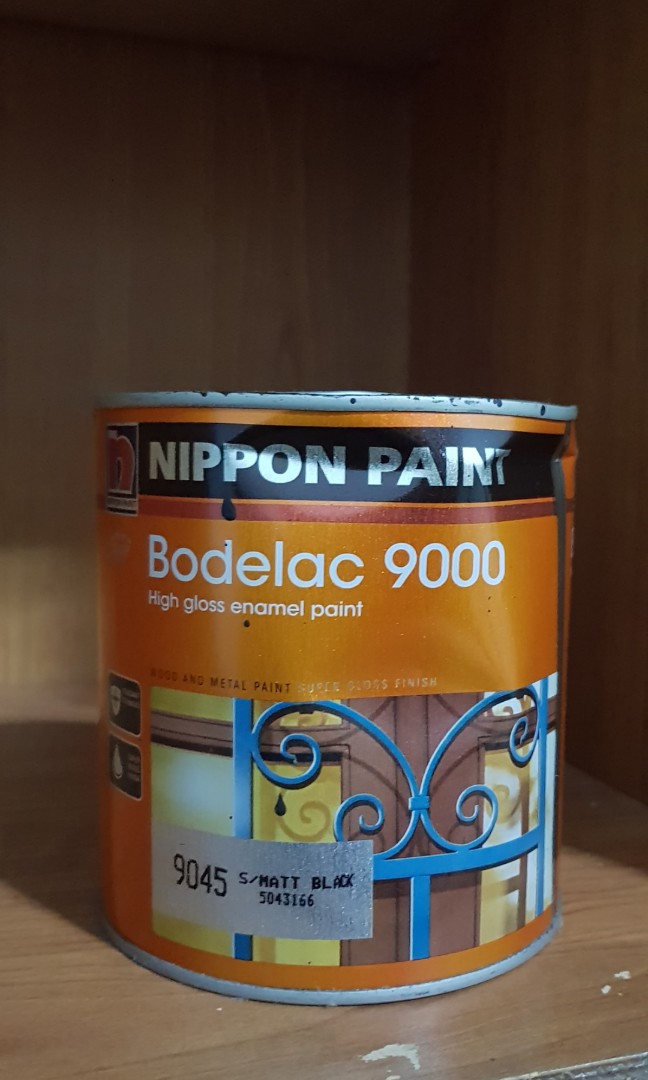 NIPPON PAINT
Bodelac 9000
High gloss enamel paint
WOOD AND METAL PAINT SUPER GLOSS FINISH
9045 S/MATT BLACK
5043166